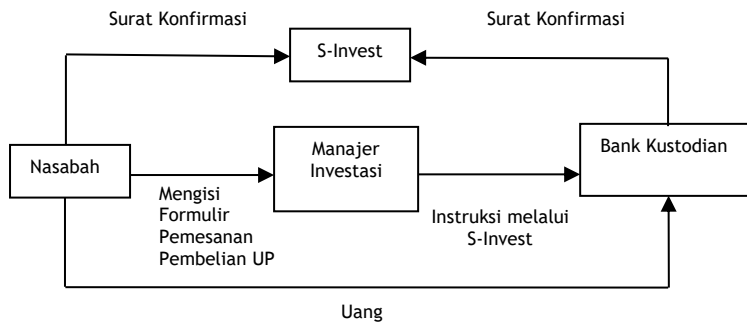 Surat Konfirmasi
Surat Konfirmasi
S-Invest
Nasabah
Manajer
Investasi
Bank Kustodian
Mengisi
Formulir
Pemesanan
Pembelian UP
Instruksi melalui
S-Invest
Uang